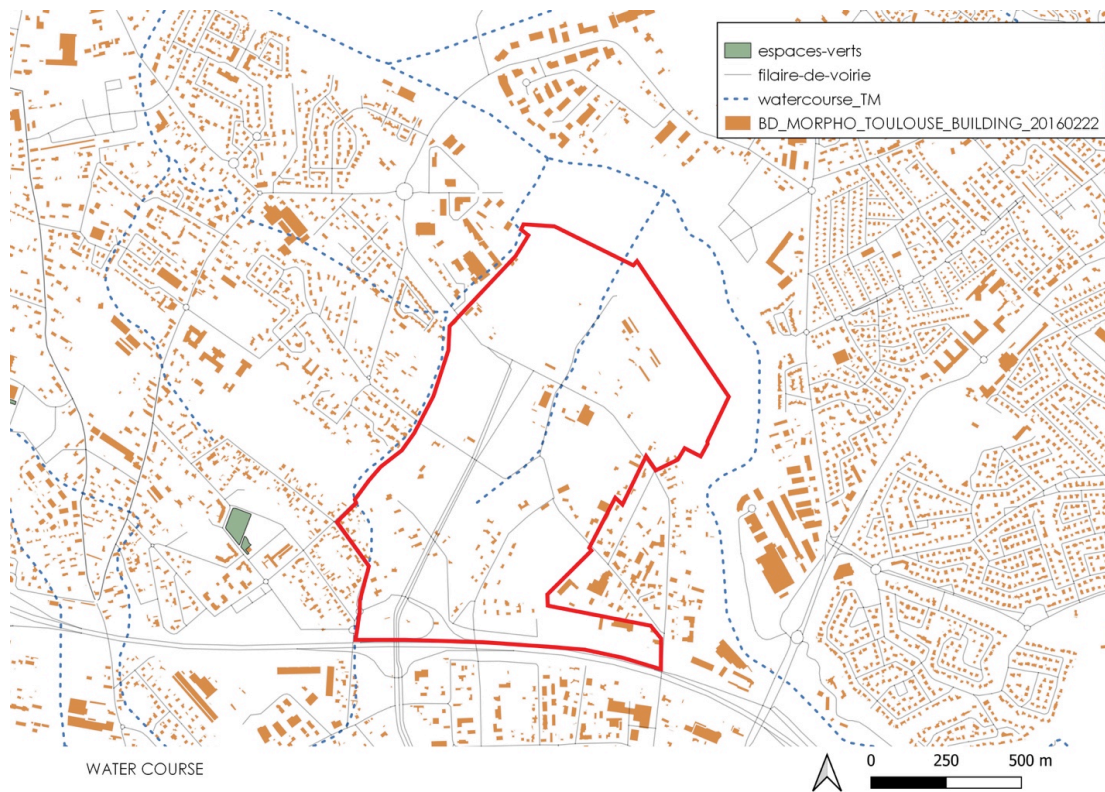 espaces-verts
filaire-de-voirie
watercourse_TM
BD_MORPHO_TOULOUSE_BUILDING_20160222
WATER COURSE
0 250 500 m